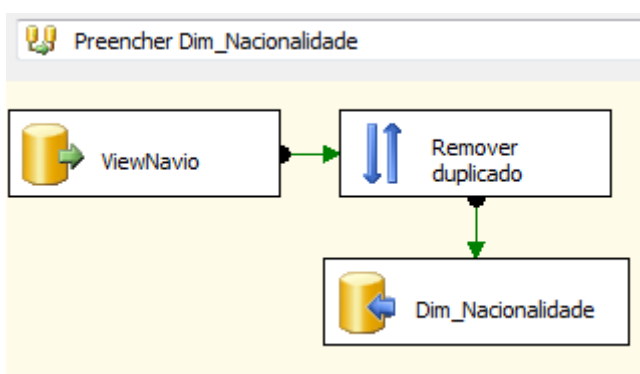 Preencher Dim_Nacionalidade
ViewNavio
Remover
duplicado
Dim_Nacionalidade